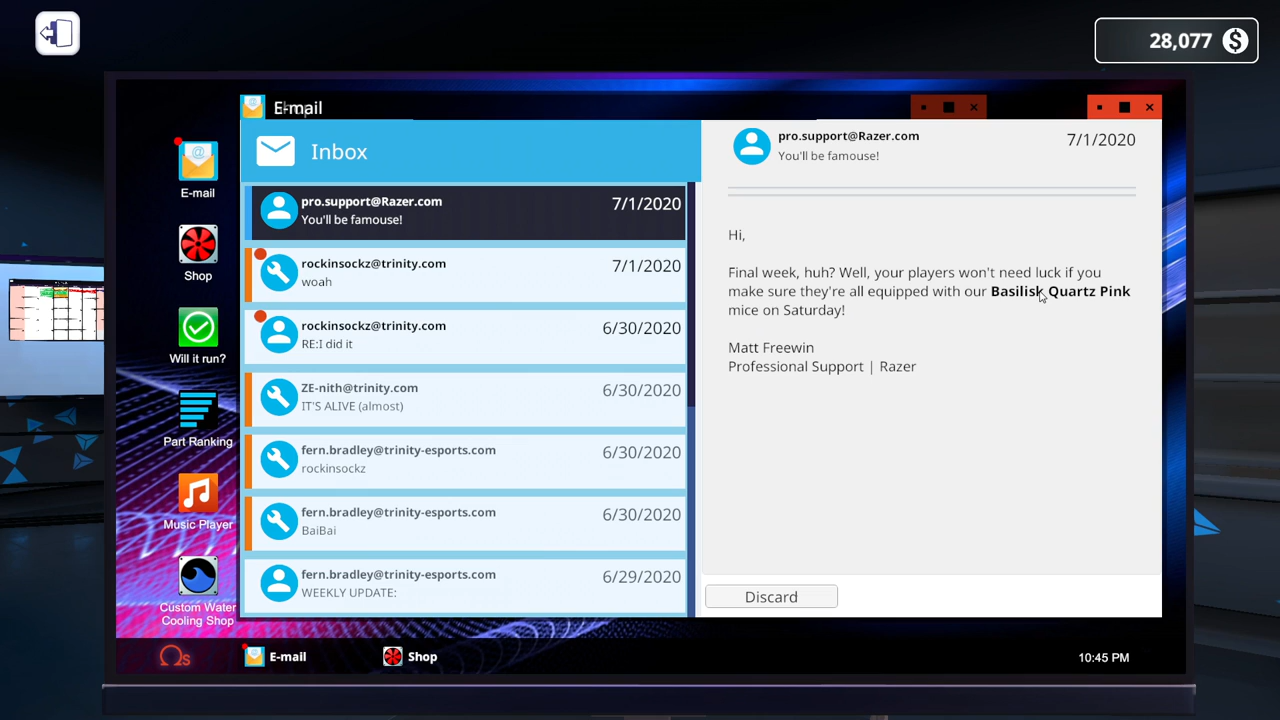 28,077 $
E-mail
Inbox
pro.support@Razer.com
7/1/2020
You'll be famouse!
rockinsockz@trinity.com
7/1/2020
woah
rockinsockz@trinity.com
6/30/2020
RE:I did it
ZE-nith@trinity.com
6/30/2020
IT'S ALIVE (almost)
fern.bradley@trinity-esports.com
6/30/2020
rockinsockz
fern.bradley@trinity-esports.com
6/30/2020
BaiBai
fern.bradley@trinity-esports.com
6/29/2020
WEEKLY UPDATE:
pro.support@Razer.com
7/1/2020
You'll be famouse!
Hi,
Final week, huh? Well, your players won't need luck if you
make sure they're all equipped with our Basilisk Quartz Pink
mice on Saturday!
Matt Freewin
Professional Support | Razer
Discard
E-mail
Shop
Will it run?
Part Ranking
Music Player
Custom Water
Cooling Shop
Ωs
E-mail
Shop
10:45 PM